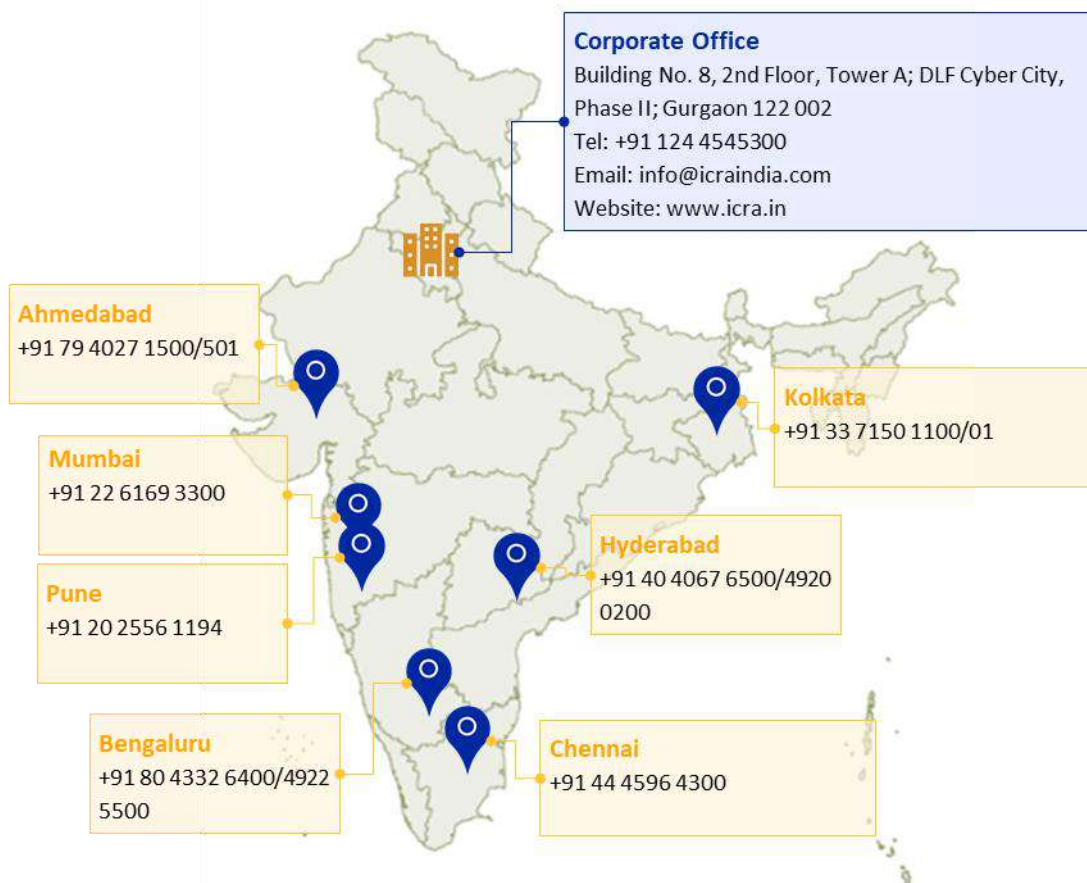 Corporate Office
Building No. 8, 2nd Floor, Tower A; DLF Cyber City,
Phase II; Gurgaon 122 002
Tel: +91 124 4545300
Email: info@icraindia.com
Website: www.icra.in
Ahmedabad
+91 79 4027 1500/501
Kolkata
+91 33 7150 1100/01
Mumbai
+91 22 6169 3300
Hyderabad
+91 40 4067 6500/4920
0200
Pune
+91 20 2556 1194
Bengaluru
+91 80 4332 6400/4922
5500
Chennai
+91 44 4596 4300